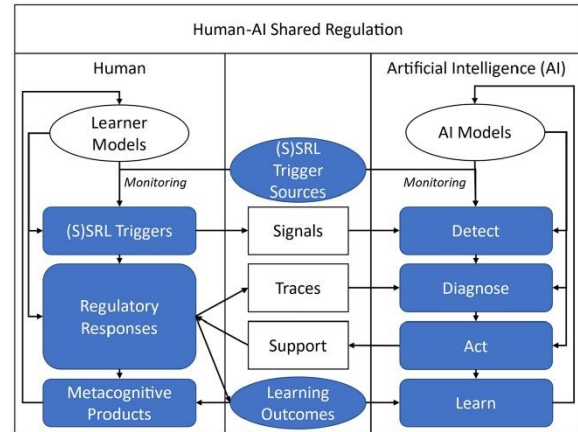 Human-AI Shared Regulation
Human
Artificial Intelligence (AI)
Learner
Models
(S)SRL
Trigger
Sources
AI Models
Monitoring
Monitoring
(S)SRL Triggers
Signals
Detect
Regulatory
Responses
Traces
Diagnose
Support
Act
Metacognitive
Products
Learning
Outcomes
Learn